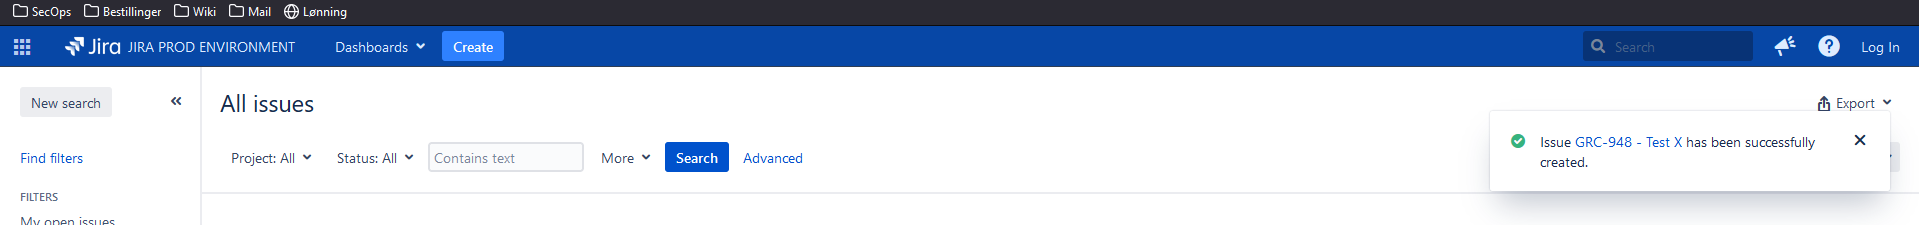 SecOps Bestillinger Wiki Mail Lønning
Jira JIRA PROD ENVIRONMENT Dashboards Create Search ? Log In
New search « All issues Export
Issue GRC-948 - Test X has been successfully
created.
Find filters Project: All Status: All Contains text More Search Advanced
FILTERS
My open issues